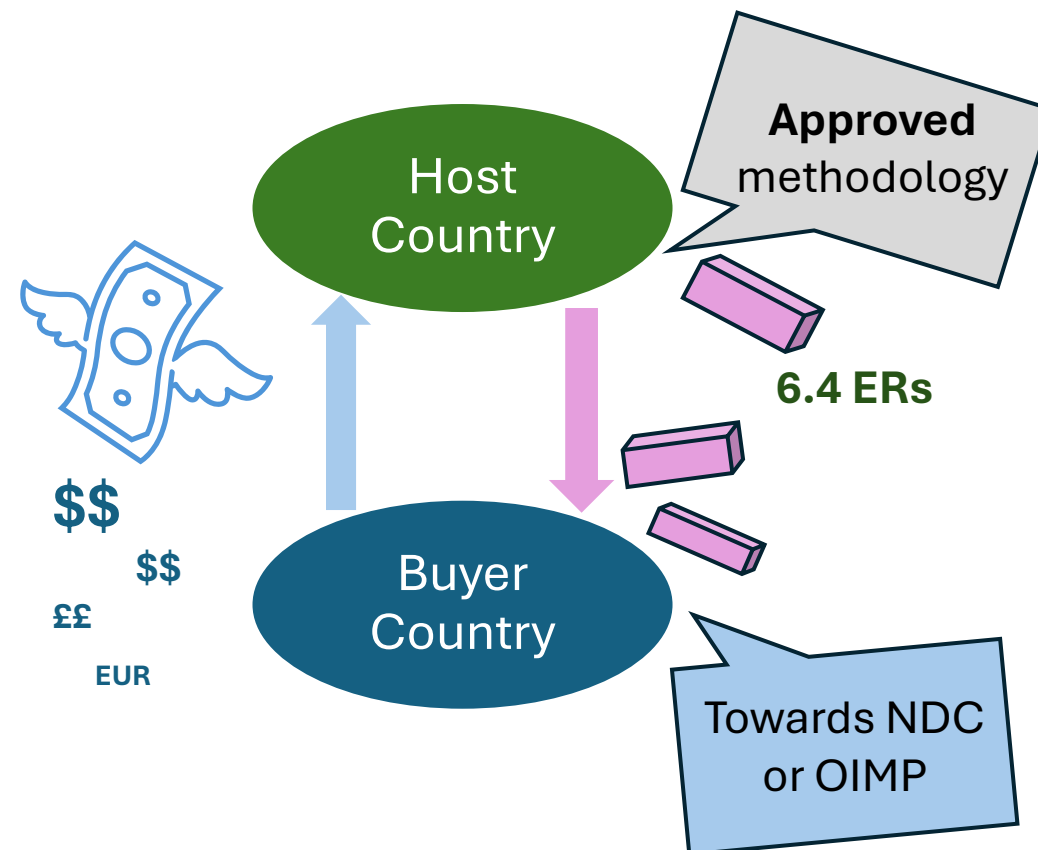 Approved
methodology
Host
Country
6.4 ERs
$$
$$
££
EUR
Buyer
Country
Towards NDC
or OIMP